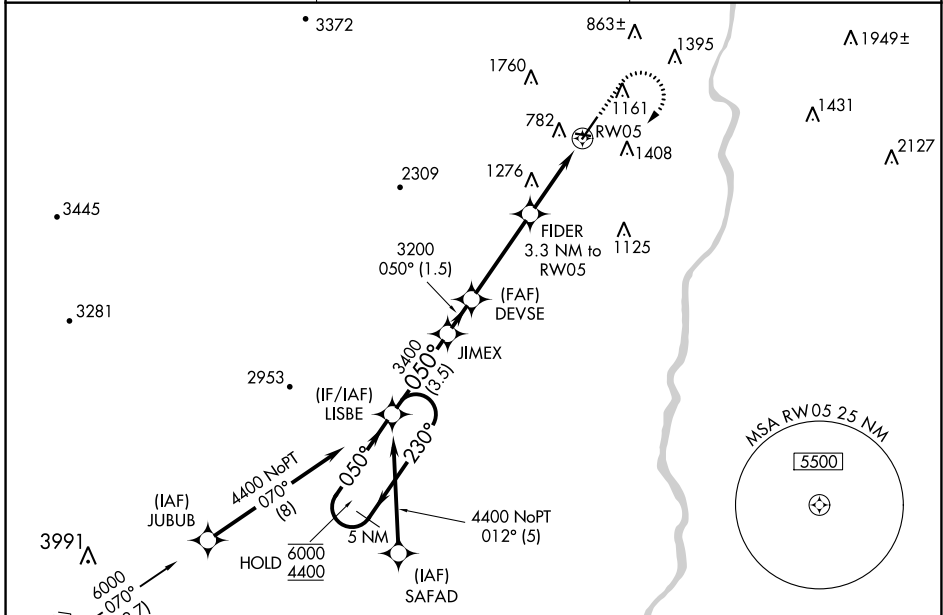 3372
863±
1395
1949±
1760
1161
1431
782
RW05
1408
2127
2309
1276
3445
FIDER
3.3 NM to
RW05
1125
3200
050° (1.5)
(FAF)
DEVSE
3281
JIMEX
3400
050°
(3.5)
2953
(IF/IAF)
LISBE
MSA RW05 25 NM
5500
4400 NoPT
070°
(8)
050°
230°
(IAF)
JUBUB
5 NM
4400 NoPT
012° (5)
3991
HOLD
6000
4400
(IAF)
SAFAD
6000
070°